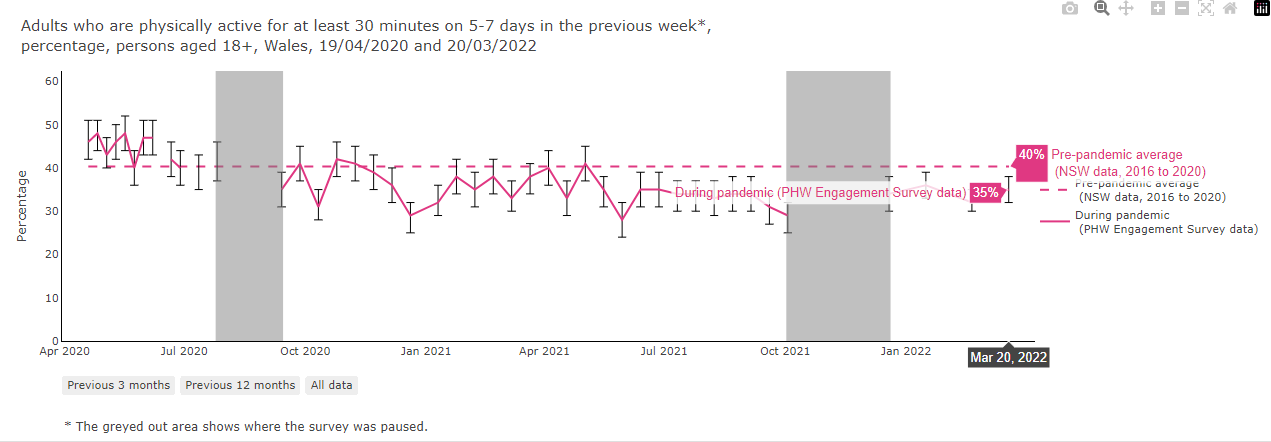 Adults who are physically active for at least 30 minutes on 5-7 days in the previous week*,
percentage, persons aged 18+, Wales, 19/04/2020 and 20/03/2022
60
50
40
30
20
10
0
Percentage
40% Pre-pandemic average
(NSW data, 2016 to 2020)
During pandemic (PHW Engagement Survey data) 35%
Pre-pandemic average
(NSW data, 2016 to 2020)
During pandemic
(PHW Engagement Survey data)
Apr 2020 Jul 2020 Oct 2020 Jan 2021 Apr 2021 Jul 2021 Oct 2021 Jan 2022
Mar 20, 2022
Previous 3 months Previous 12 months All data
* The greyed out area shows where the survey was paused.